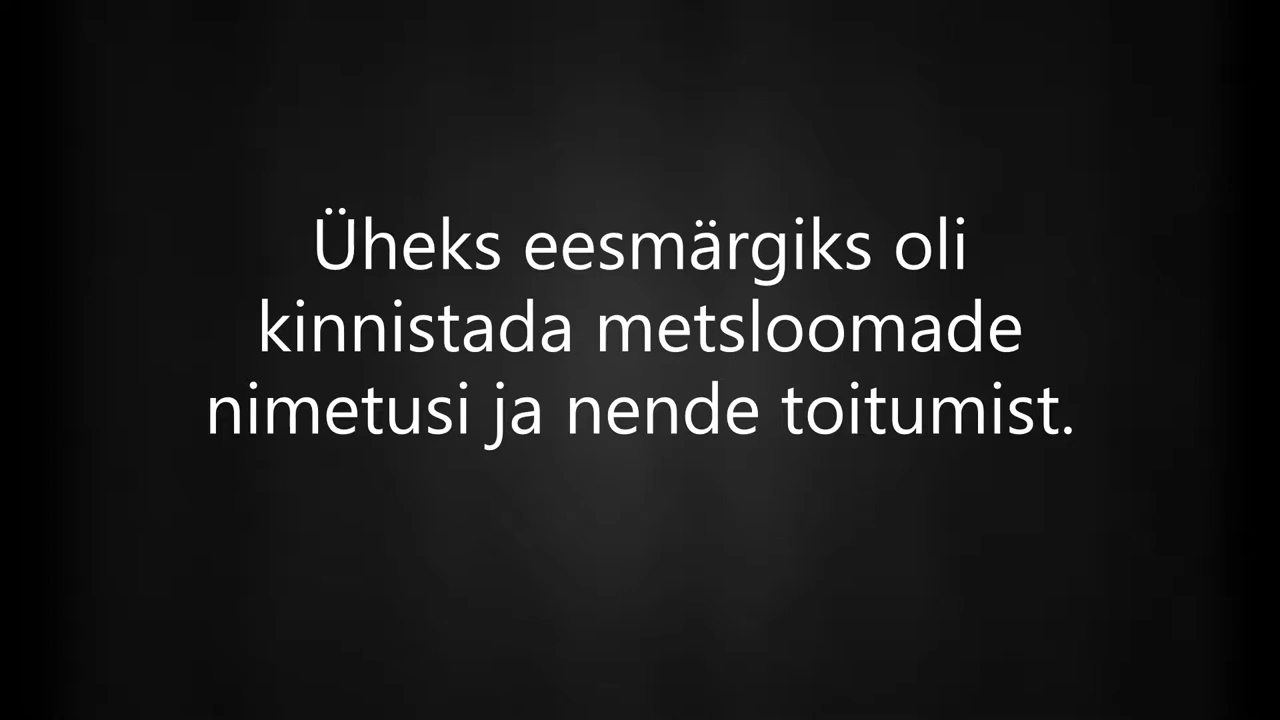 Üheks eesmärgiks oli
kinnistada metsloomade
nimetusi ja nende toitumist.